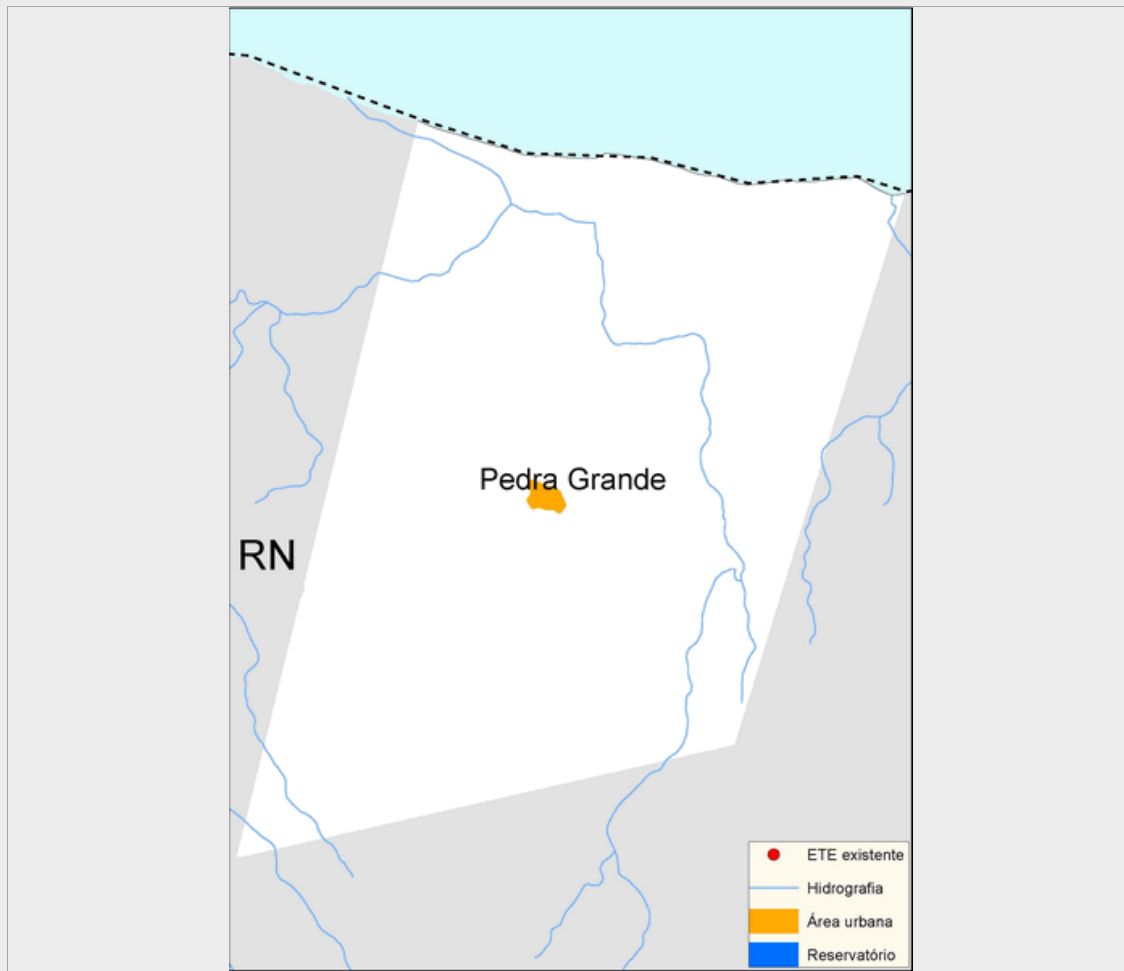 Pedra Grande
RN
ETE existente
Hidrografia
Área urbana
Reservatório